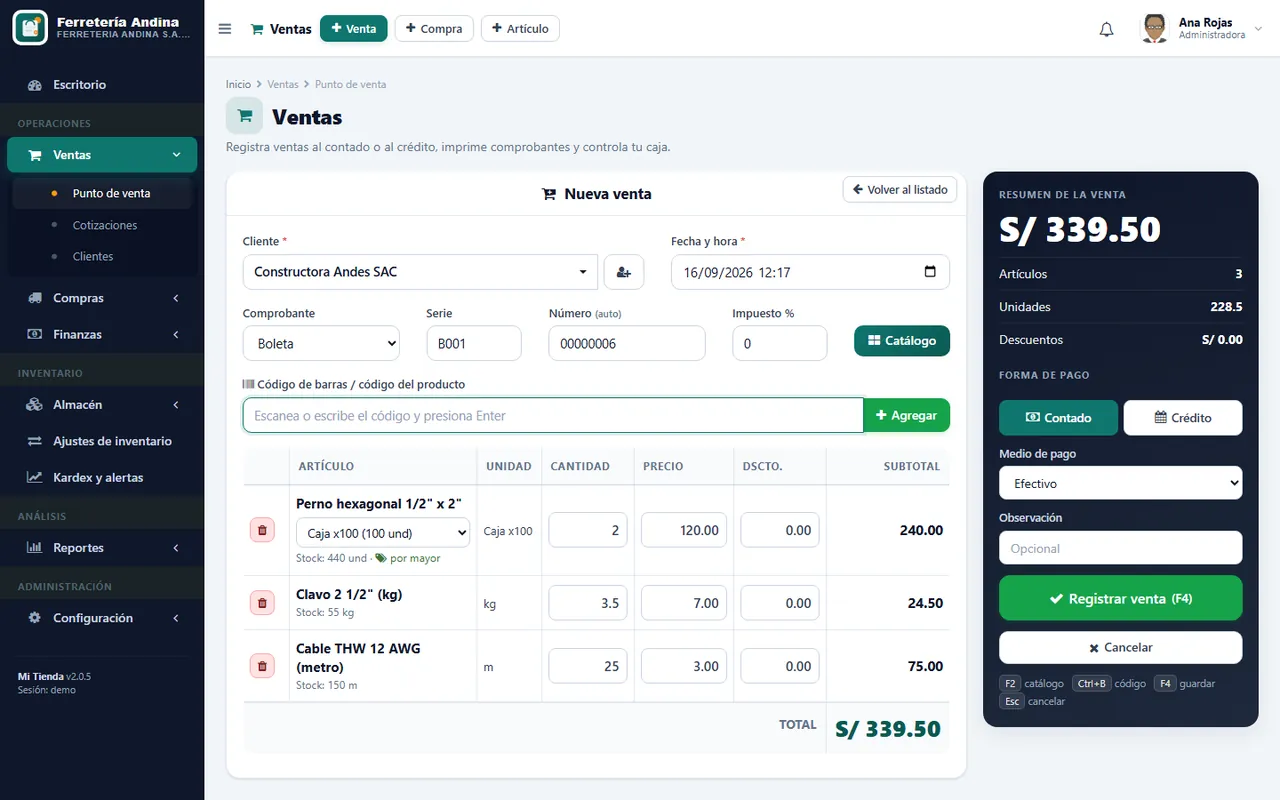 Ferretería Andina
FERRETERIA ANDINA S.A....
Escritorio
OPERACIONES
Ventas
Punto de venta
Cotizaciones
Clientes
Compras
Finanzas
INVENTARIO
Almacén
Ajustes de inventario
Kardex y alertas
ANÁLISIS
Reportes
ADMINISTRACIÓN
Configuración
Mi Tienda v2.0.5
Sesión: demo
Ventas
Venta
Compra
Artículo
Ana Rojas
Administradora
Inicio > Ventas > Punto de venta
Ventas
Registra ventas al contado o al crédito, imprime comprobantes y controla tu caja.
Nueva venta
Volver al listado
Cliente * Fecha y hora *
Constructora Andes SAC 16/09/2026 12:17
Comprobante Serie Número (auto) Impuesto %
Boleta B001 00000006 0 Catálogo
Código de barras / código del producto
Escanea o escribe el código y presiona Enter Agregar
ARTÍCULO UNIDAD CANTIDAD PRECIO DSCTO. SUBTOTAL
Perno hexagonal 1/2" x 2"
Caja x100 (100 und) Caja x100 2 120.00 0.00 240.00
Stock: 440 und · por mayor
Clavo 2 1/2" (kg)
Stock: 55 kg
kg 3.5 7.00 0.00 24.50
Cable THW 12 AWG
(metro)
Stock: 150 m
m 25 3.00 0.00 75.00
TOTAL S/ 339.50
RESUMEN DE LA VENTA
S/ 339.50
Artículos 3
Unidades 228.5
Descuentos S/ 0.00
FORMA DE PAGO
Contado Crédito
Medio de pago
Efectivo
Observación
Opcional
Registrar venta (F4)
Cancelar
F2 catálogo Ctrl+B código F4 guardar
Esc cancelar